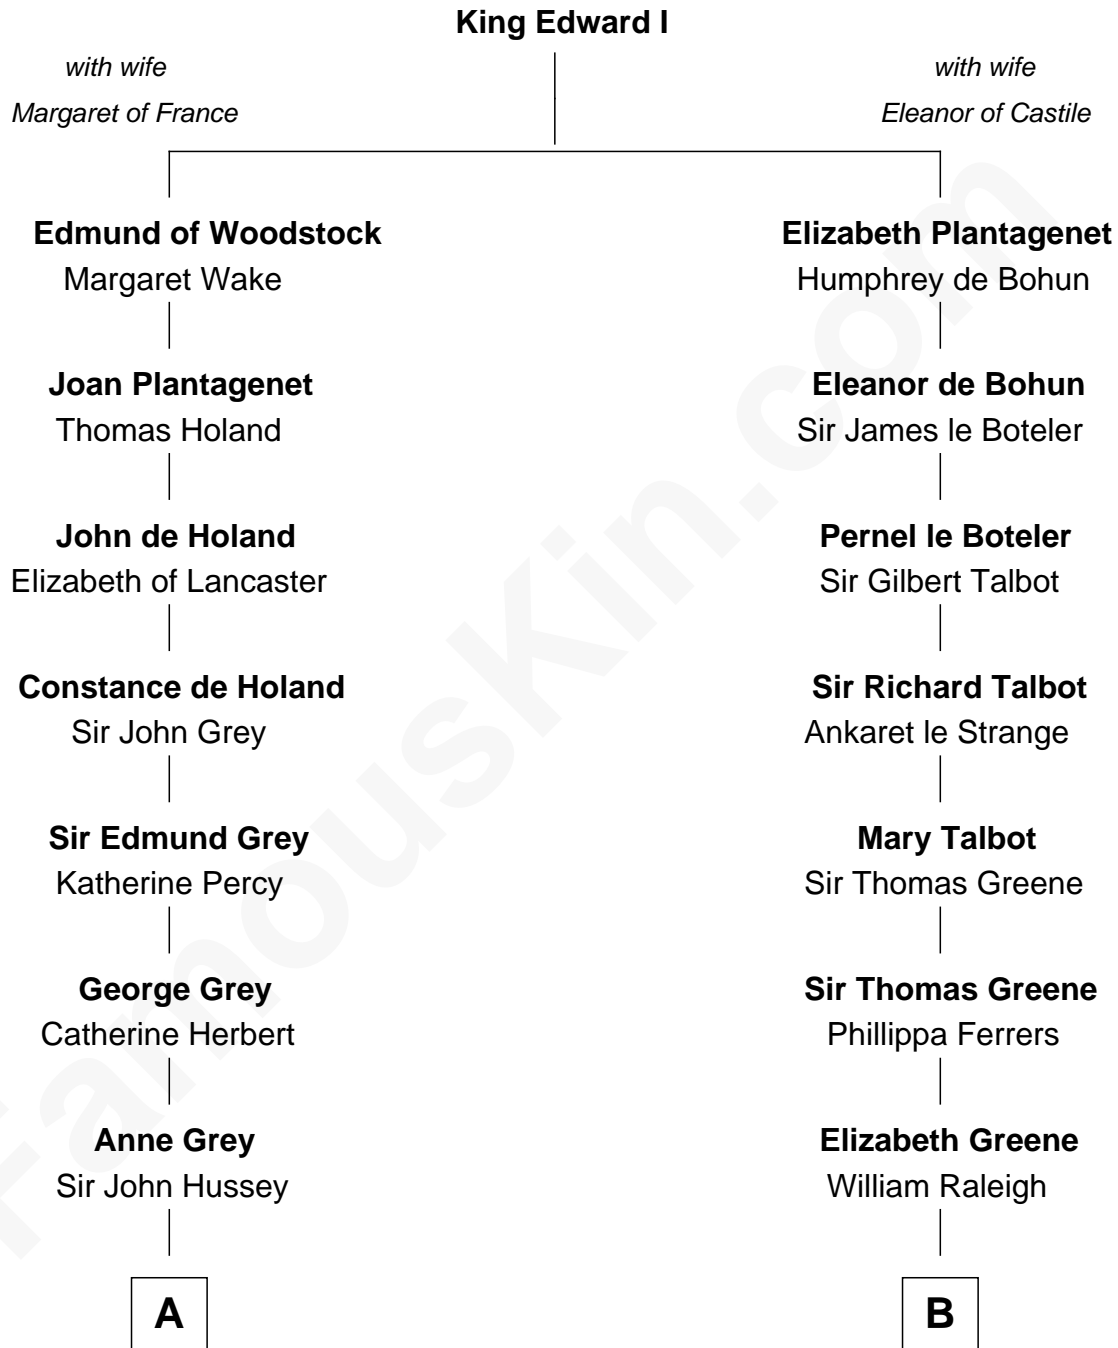 King Edward I
with wife
Margaret of France
with wife
Eleanor of Castile
Edmund of Woodstock
Margaret Wake
Elizabeth Plantagenet
Humphrey de Bohun
Joan Plantagenet
Thomas Holand
Eleanor de Bohun
Sir James le Boteler
John de Holand
Elizabeth of Lancaster
Pernel le Boteler
Sir Gilbert Talbot
Constance de Holand
Sir John Grey
Sir Richard Talbot
Ankaret le Strange
Sir Edmund Grey
Katherine Percy
Mary Talbot
Sir Thomas Greene
George Grey
Catherine Herbert
Sir Thomas Greene
Phillippa Ferrers
Anne Grey
Sir John Hussey
Elizabeth Greene
William Raleigh
A
B
FamousKin.com